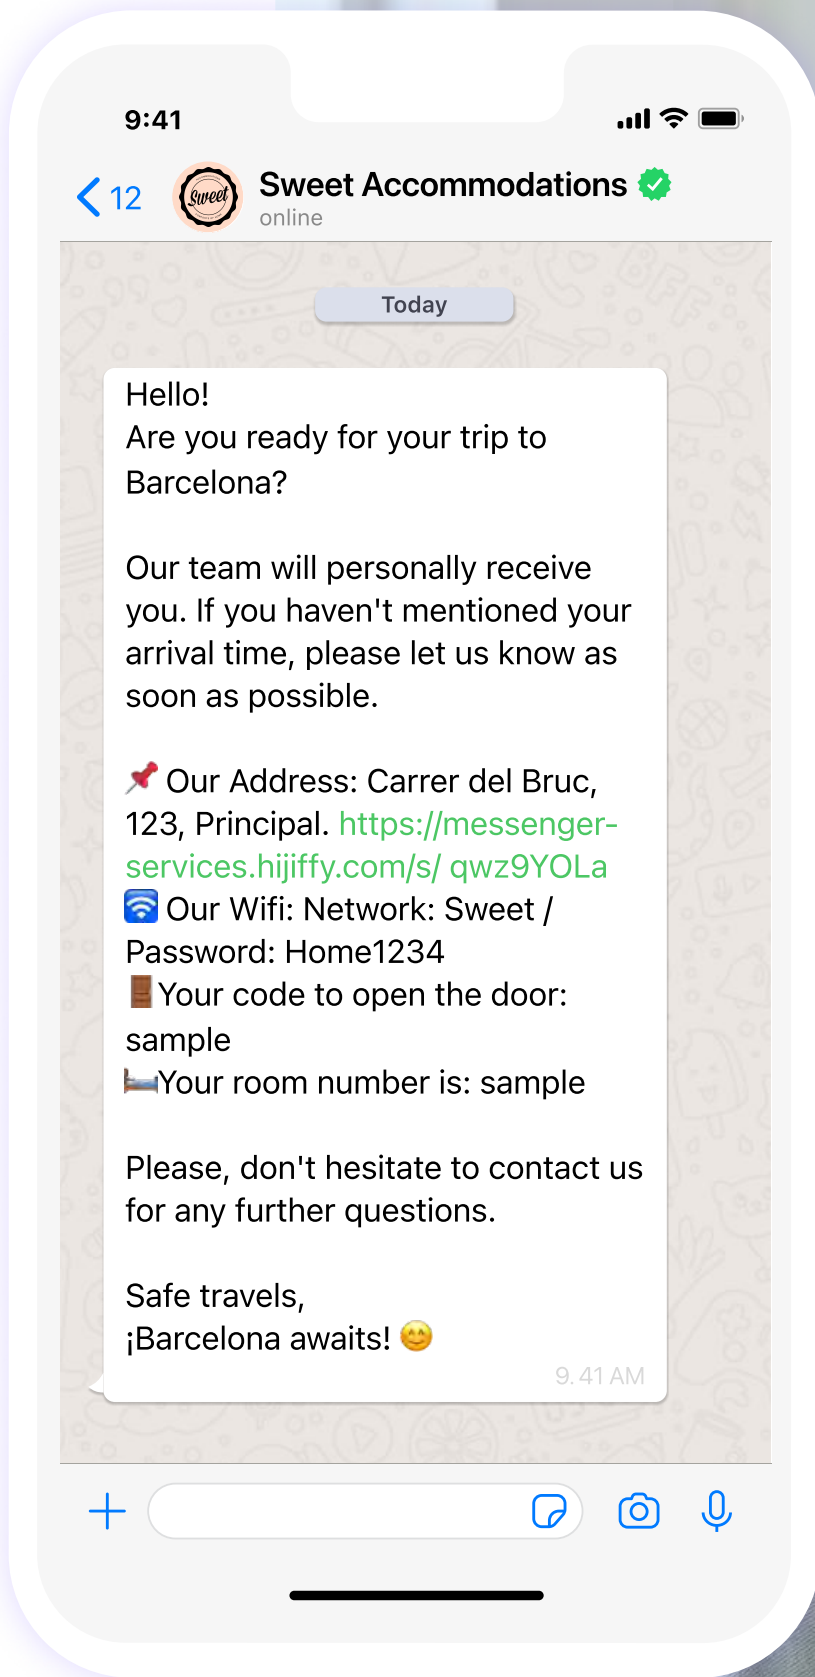 9:41
12
Sweet
Sweet Accommodations
online
Today
Hello!
Are you ready for your trip to
Barcelona?
Our team will personally receive
you. If you haven't mentioned your
arrival time, please let us know as
soon as possible.
📌 Our Address: Carrer del Bruc,
123, Principal. https://messenger-
services.hijiffy.com/s/ qwz9YOLa
🛜 Our Wifi: Network: Sweet /
Password: Home1234
🚪Your code to open the door:
sample
🛏️Your room number is: sample
Please, don't hesitate to contact us
for any further questions.
Safe travels,
¡Barcelona awaits! 😊
9.41 AM